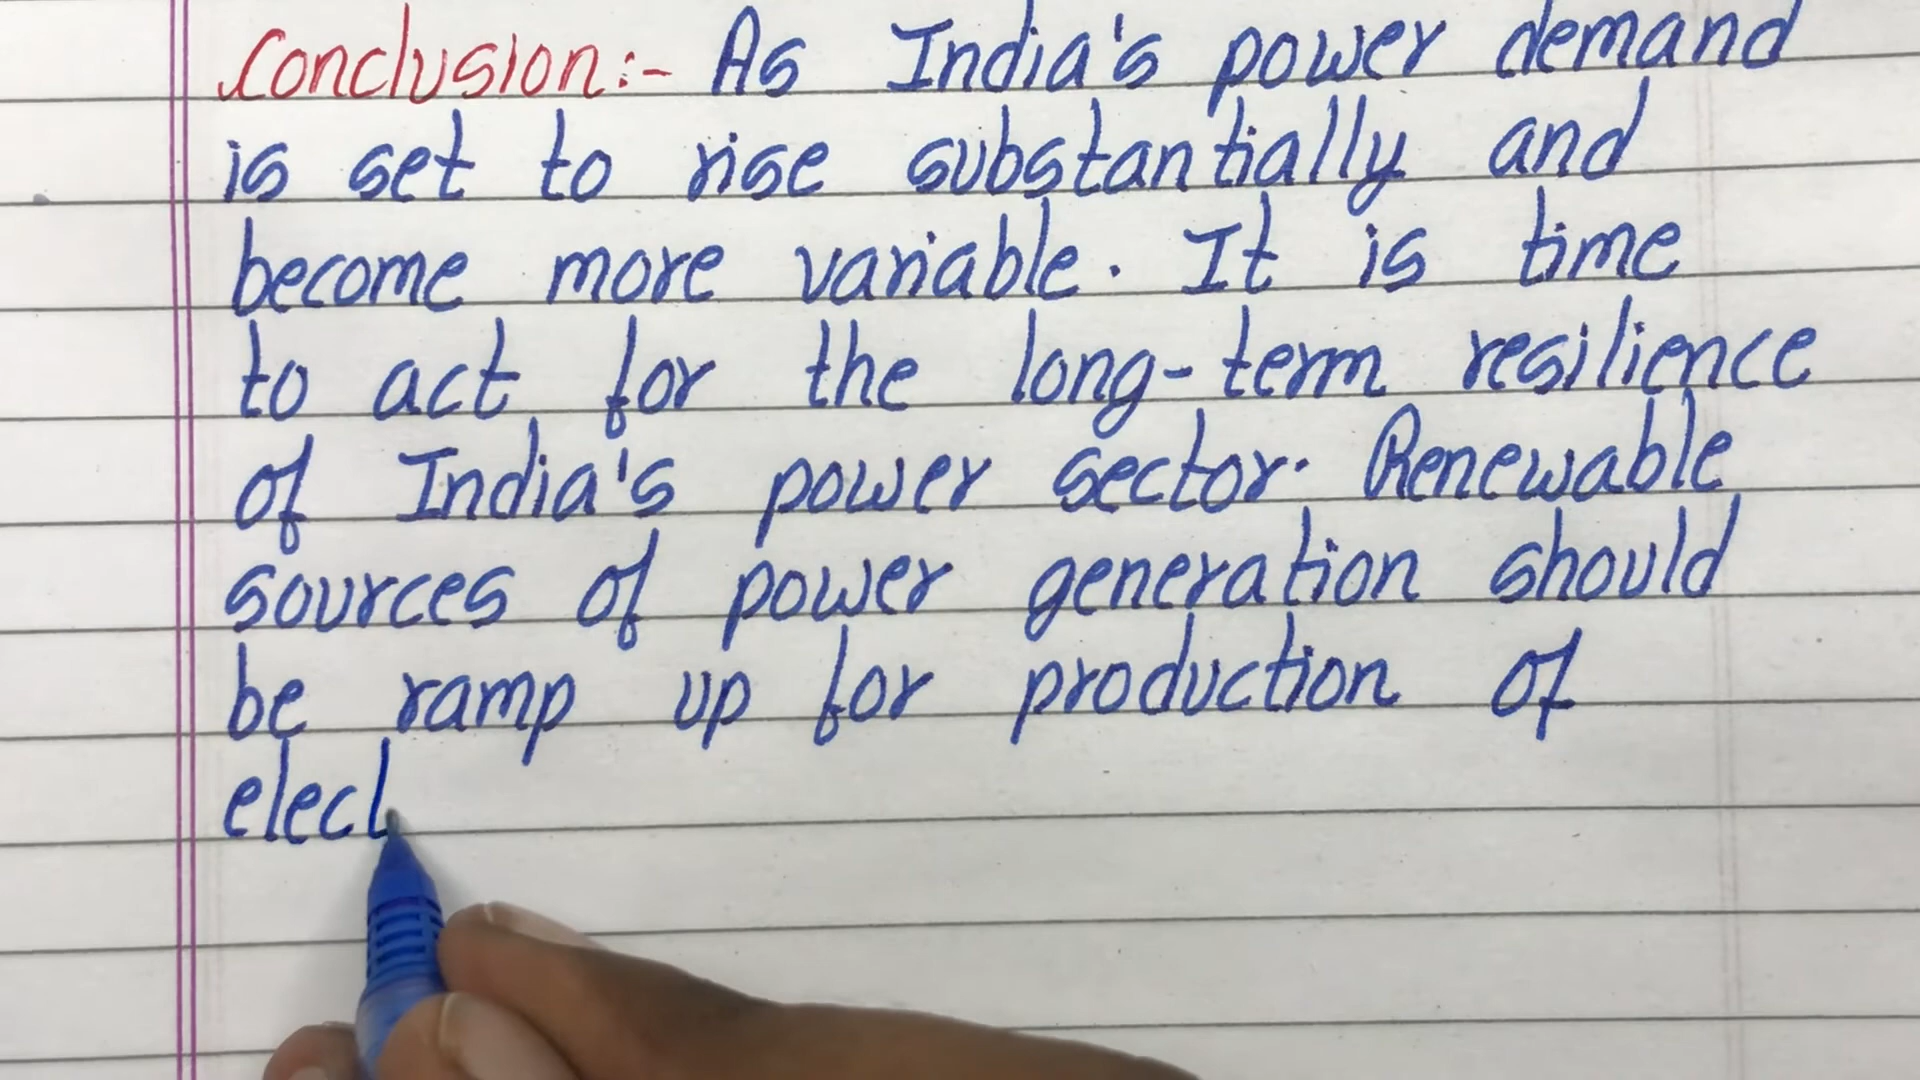 Conclusion:- As India's power demand
is set to rise substantially and
become more variable. It is time
to act for the long-term resilience
of India's power sector. Renewable
sources of power generation should
be ramp up for production of
elect